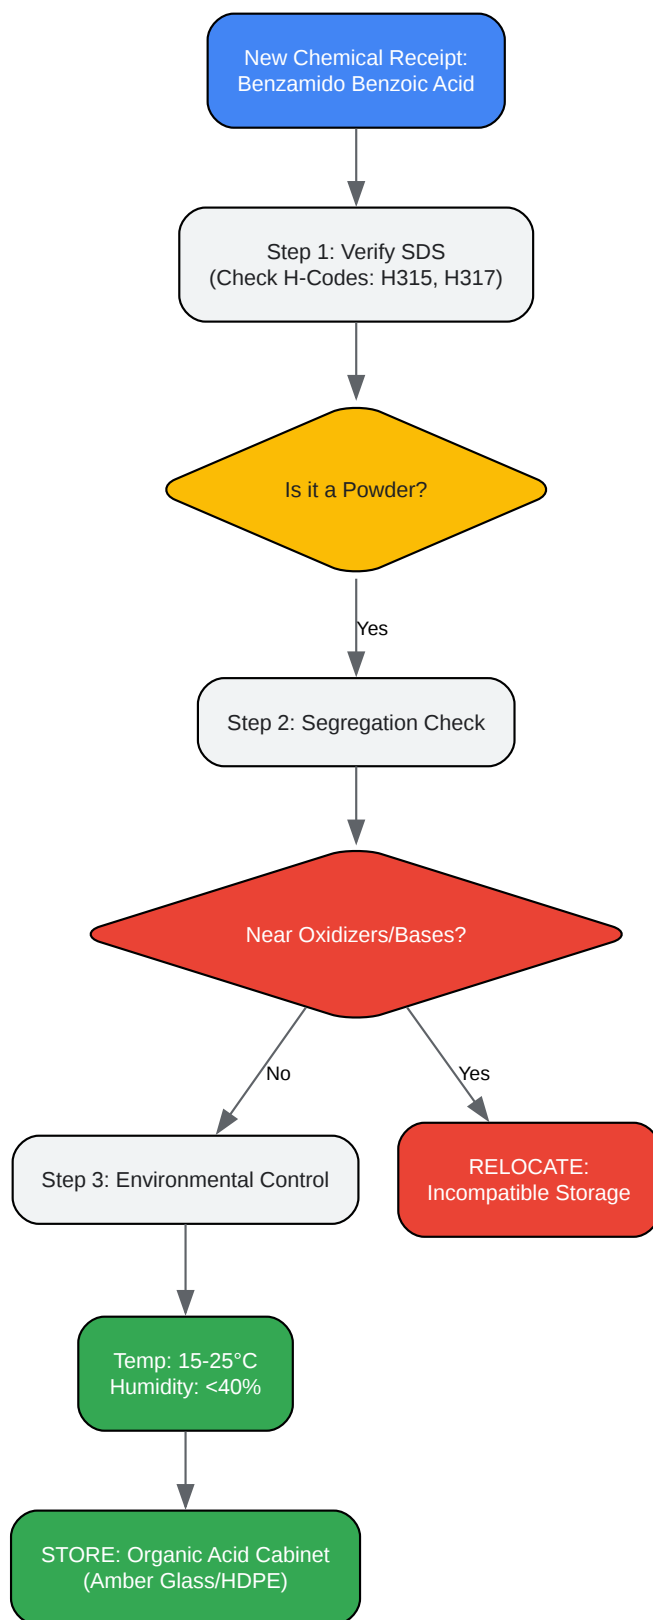 New Chemical Receipt:
Benzamido Benzoic Acid
Step 1: Verify SDS
(Check H-Codes: H315, H317)
Is it a Powder?
Yes
Step 2: Segregation Check
Near Oxidizers/Bases?
No
Yes
Step 3: Environmental Control
RELOCATE:
Incompatible Storage
Temp: 15-25°C
Humidity: <40%
STORE: Organic Acid Cabinet
(Amber Glass/HDPE)